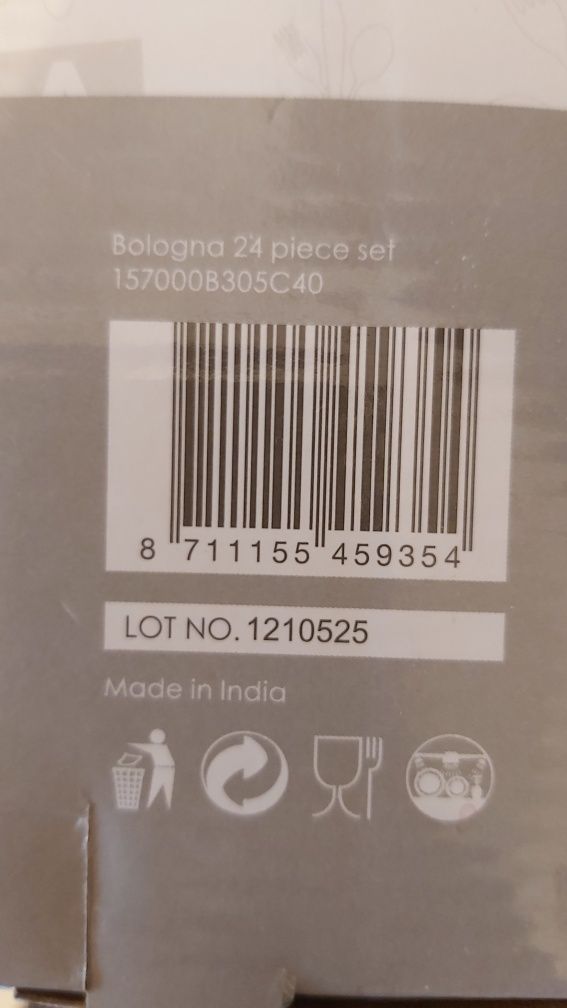 Bologna 24 piece set
157000B305C40
8 711155 459354
LOT NO. 1210525
Made in India